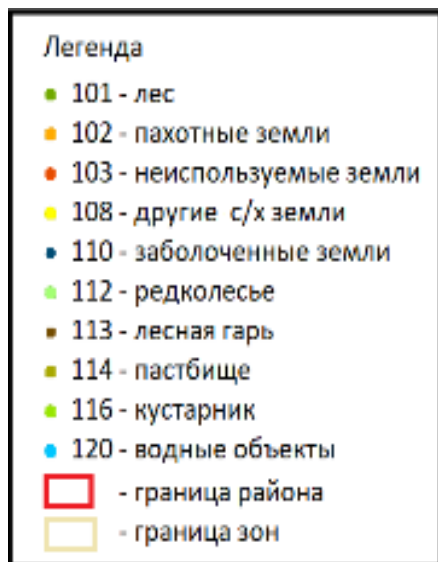 Легенда
101 - лес
102 - пахотные земли
103 - неиспользуемые земли
108 - другие с/х земли
110 - заболоченные земли
112 - редколесье
113 - лесная гарь
114 - пастбище
116 - кустарник
120 - водные объекты
- граница района
- граница зон